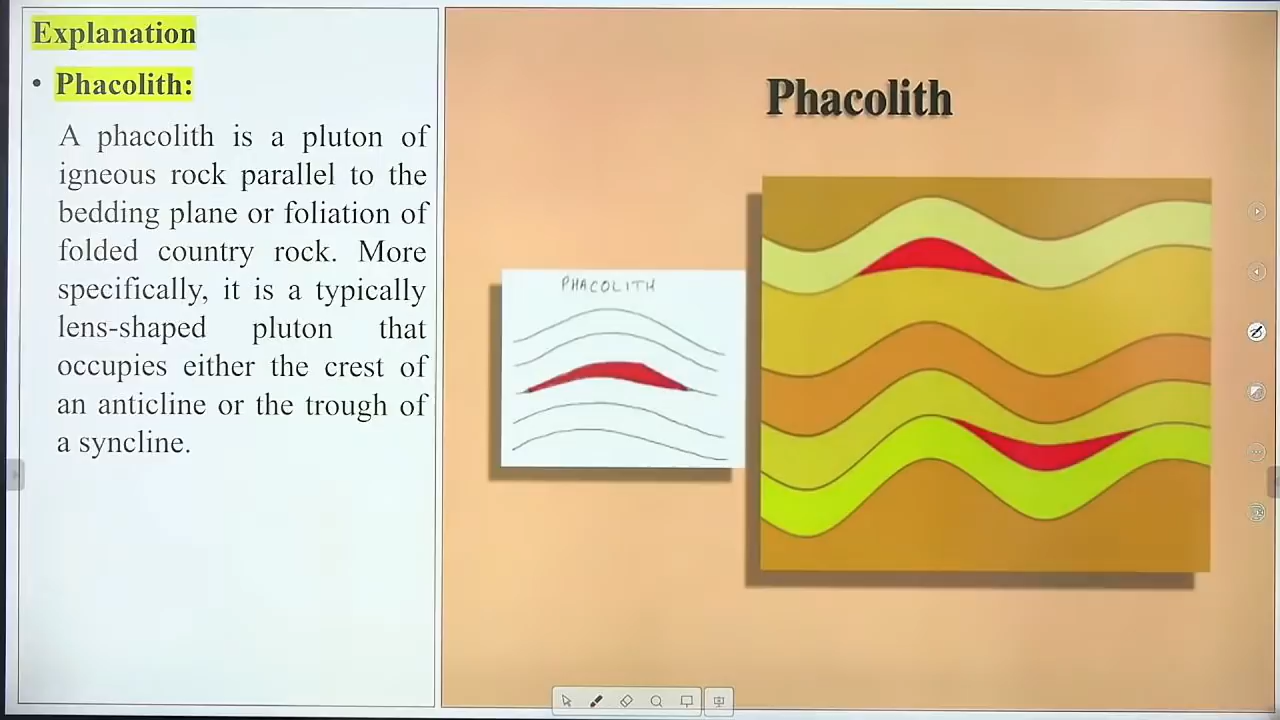 Explanation
• Phacolith:
A phacolith is a pluton of
igneous rock parallel to the
bedding plane or foliation of
folded country rock. More
specifically, it is a typically
lens-shaped pluton that
occupies either the crest of
an anticline or the trough of
a syncline.
Phacolith
PHACOLITH